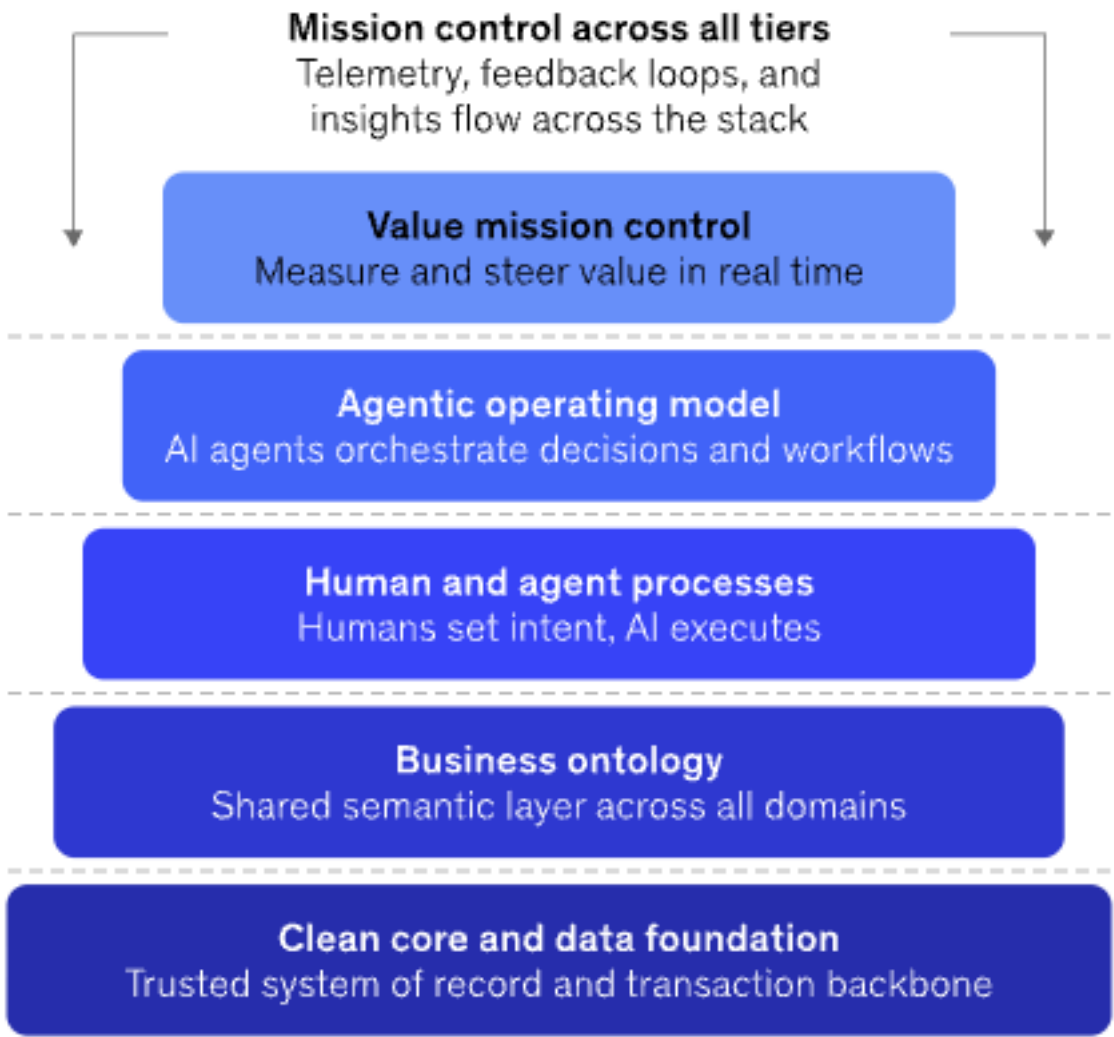 Mission control across all tiers
Telemetry, feedback loops, and
insights flow across the stack
Value mission control
Measure and steer value in real time
Agentic operating model
AI agents orchestrate decisions and workflows
Human and agent processes
Humans set intent, AI executes
Business ontology
Shared semantic layer across all domains
Clean core and data foundation
Trusted system of record and transaction backbone